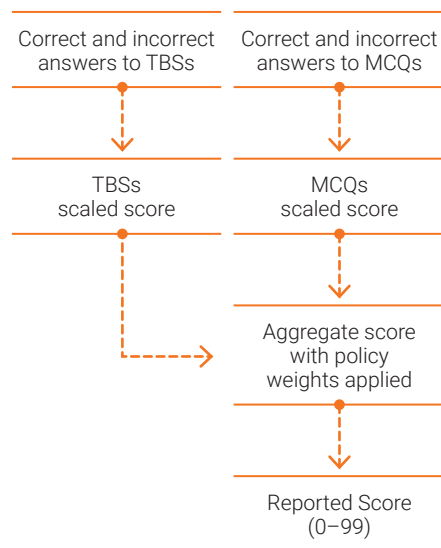 Correct and incorrect
answers to TBSs
Correct and incorrect
answers to MCQs
TBSs
scaled score
MCQs
scaled score
Aggregate score
with policy
weights applied
Reported Score
(0–99)